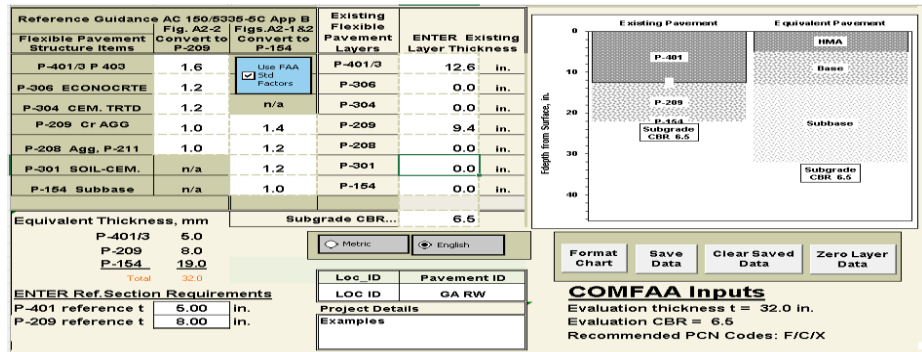 Reference Guidance AC 150/5335-5C App B
Fig. A2-2 Figs.A2-1&2
Flexible Pavement Structure Items
Convert to P-209
Convert to P-154
Existing Flexible Pavement Layers
ENTER Existing Layer Thickness
P-401/3 P 403 1.6 P-401/3 12.6 in.
Use FAA Std Factors
P-306 ECONOCRTE 1.2 P-306 0.0 in.
P-304 CEM. TRTD 1.2 n/a P-304 0.0 in.
P-209 Cr AGG 1.0 1.4 P-209 9.4 in.
P-208 Agg, P-211 1.0 1.2 P-208 0.0 in.
P-301 SOIL-CEM. n/a 1.2 P-301 0.0 in.
P-154 Subbase n/a 1.0 P-154 0.0 in.
Equivalent Thickness, mm
Subgrade CBR... 6.5
P-401/3 5.0
P-209 8.0
P-154 19.0
Total 32.0
Metric English
ENTER Ref.Section Requirements
P-401 reference t 5.00 in.
P-209 reference t 8.00 in.
Loc_ID Pavement ID
LOC ID GA RW
Project Details
Examples
Existing Pavement Equivalent Pavement
Fdepth from Surface, in.
0
10
20
30
40
P-401
P-209
P-154
Subgrade
CBR 6.5
HMA
Base
Subbase
Subgrade
CBR 6.5
Format Chart
Save Data
Clear Saved Data
Zero Layer Data
COMFAA Inputs
Evaluation thickness t = 32.0 in.
Evaluation CBR = 6.5
Recommended PCN Codes: F/C/X